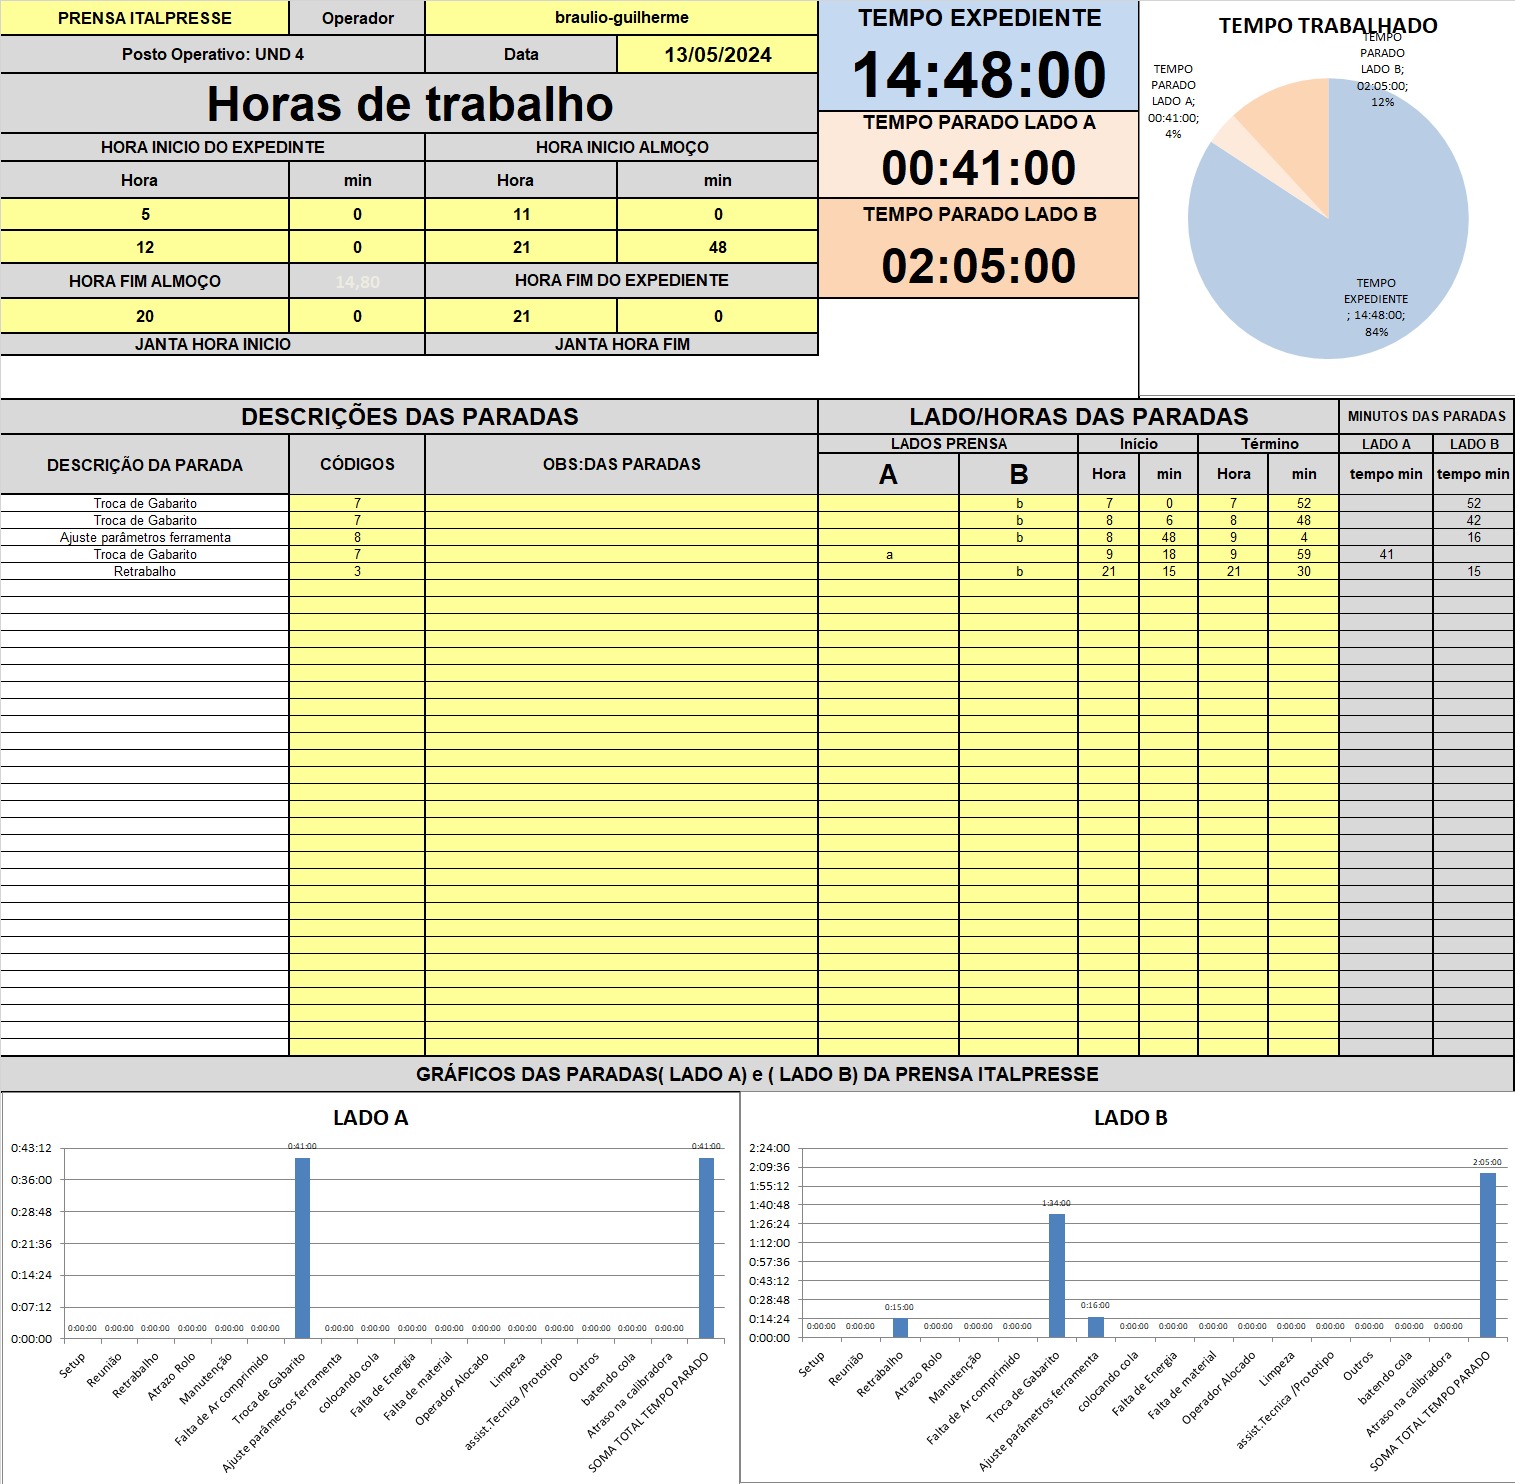 PRENSA ITALPRESSE Operador braulio-guilherme
Posto Operativo: UND 4 Data 13/05/2024
Horas de trabalho
HORA INICIO DO EXPEDINTE HORA INICIO ALMOÇO
Hora min Hora min
5 0 11 0
12 0 21 48
HORA FIM ALMOÇO 14,80 HORA FIM DO EXPEDIENTE
20 0 21 0
JANTA HORA INICIO JANTA HORA FIM
TEMPO EXPEDIENTE
14:48:00
TEMPO PARADO LADO A
00:41:00
TEMPO PARADO LADO B
02:05:00
TEMPO TRABALHADO
TEMPO
PARADO
LADO B;
02:05:00;
12%
TEMPO
PARADO
LADO A;
00:41:00;
4%
TEMPO
EXPEDIENTE
; 14:48:00;
84%
DESCRIÇÕES DAS PARADAS LADO/HORAS DAS PARADAS MINUTOS DAS PARADAS
DESCRIÇÃO DA PARADA CÓDIGOS OBS:DAS PARADAS
LADOS PRENSA Início Término LADO A LADO B
A B Hora min Hora min tempo min tempo min
Troca de Gabarito 7 b 7 0 7 52 52
Troca de Gabarito 7 b 8 6 8 48 42
Ajuste parâmetros ferramenta 8 b 8 48 9 4 16
Troca de Gabarito 7 a 9 18 9 59 41
Retrabalho 3 b 21 15 21 30 15
GRÁFICOS DAS PARADAS( LADO A) e ( LADO B) DA PRENSA ITALPRESSE
LADO A
0:43:12
0:36:00
0:28:48
0:21:36
0:14:24
0:07:12
0:00:00
0:00:00 0:00:00 0:00:00 0:00:00 0:00:00 0:00:00 0:41:00 0:00:00 0:00:00 0:00:00 0:00:00 0:00:00 0:00:00 0:00:00 0:00:00 0:00:00 0:00:00 0:41:00
Setup
Reunião
Retrabalho
Atrazo Rolo
Manutenção
Falta de Ar comprimido
Troca de Gabarito
Ajuste parâmetros ferramenta
colocando cola
Falta de Energia
Falta de material
Operador Alocado
Limpeza
assist.Tecnica /Prototipo
Outros
batendo cola
Atraso na calibradora
SOMA TOTAL TEMPO PARADO
LADO B
2:24:00
2:09:36
1:55:12
1:40:48
1:26:24
1:12:00
0:57:36
0:43:12
0:28:48
0:14:24
0:00:00
0:00:00 0:00:00 0:15:00 0:00:00 0:00:00 0:00:00 1:34:00 0:16:00 0:00:00 0:00:00 0:00:00 0:00:00 0:00:00 0:00:00 0:00:00 0:00:00 0:00:00 2:05:00
Setup
Reunião
Retrabalho
Atrazo Rolo
Manutenção
Falta de Ar comprimido
Troca de Gabarito
Ajuste parâmetros ferramenta
colocando cola
Falta de Energia
Falta de material
Operador Alocado
Limpeza
assist.Tecnica /Prototipo
Outros
batendo cola
Atraso na calibradora
SOMA TOTAL TEMPO PARADO